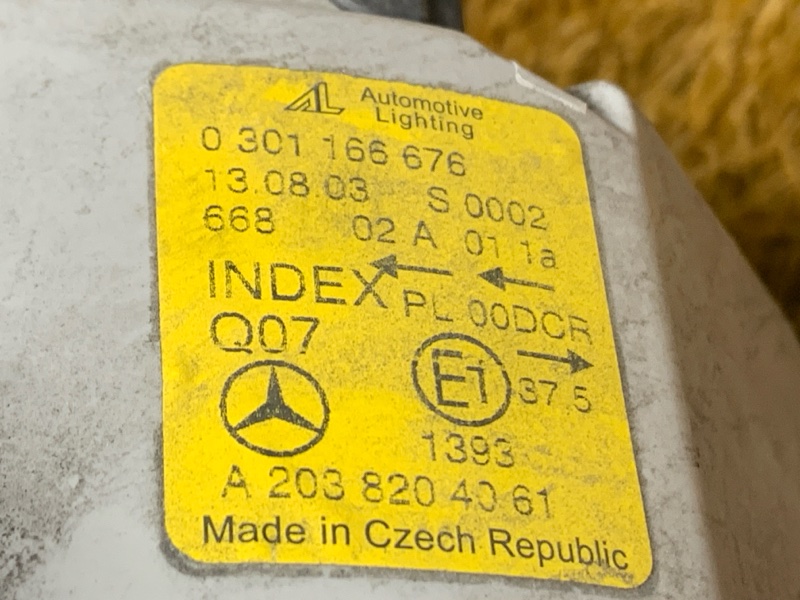 AL Automotive Lighting
0 301 166 676
13.08 03 S 0002
668 02 A 01 1a
INDEX PL 00DCR
Q07
E1 37.5
1393
A 203 820 40 61
Made in Czech Republic